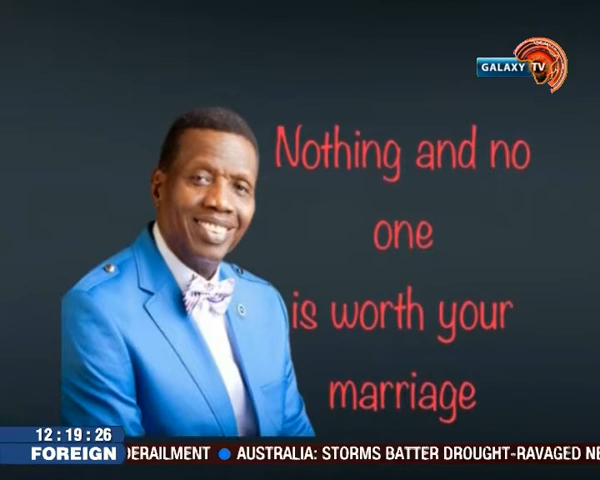 GALAXY TV
Nothing and no
one
is worth your
marriage
12:19:26
FOREIGN
DERAILMENT ● AUSTRALIA: STORMS BATTER DROUGHT-RAVAGED